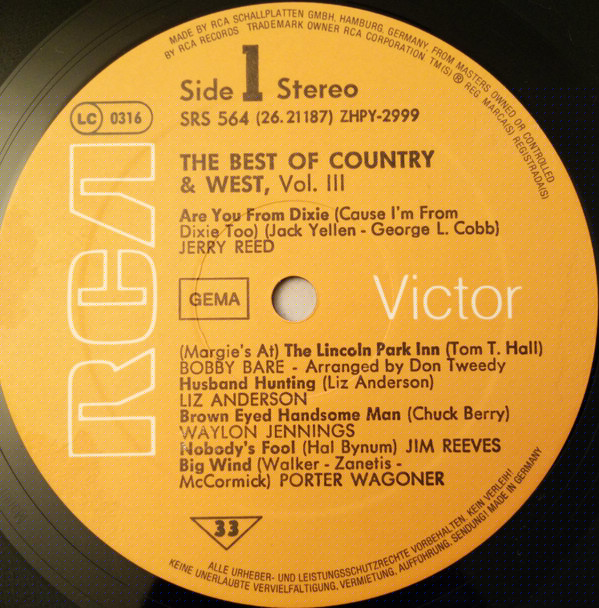 MADE BY RCA SCHALLPLATTEN GMBH, HAMBURG, GERMANY, FROM MASTERS OWNED OR CONTROLLED
BY RCA RECORDS TRADEMARK OWNER RCA CORPORATION TM(S) ® REG MARCA(S) REGISTRADA(S)
Side 1 Stereo
SRS 564 (26.21187) ZHPY-2999
LC 0316
THE BEST OF COUNTRY
& WEST, Vol. III
Are You From Dixie (Cause I'm From
Dixie Too) (Jack Yellen - George L. Cobb)
JERRY REED
RCA
GEMA
Victor
(Margie's At) The Lincoln Park Inn (Tom T. Hall)
BOBBY BARE - Arranged by Don Tweedy
Husband Hunting (Liz Anderson)
LIZ ANDERSON
Brown Eyed Handsome Man (Chuck Berry)
WAYLON JENNINGS
Nobody's Fool (Hal Bynum) JIM REEVES
Big Wind (Walker - Zanetis -
McCormick) PORTER WAGONER
33
ALLE URHEBER- UND LEISTUNGSSCHUTZRECHTE VORBEHALTEN. KEIN VERLEIH!
KEINE UNERLAUBTE VERVIELFÄLTIGUNG, VERMIETUNG, AUFFÜHRUNG, SENDUNG! MADE IN GERMANY